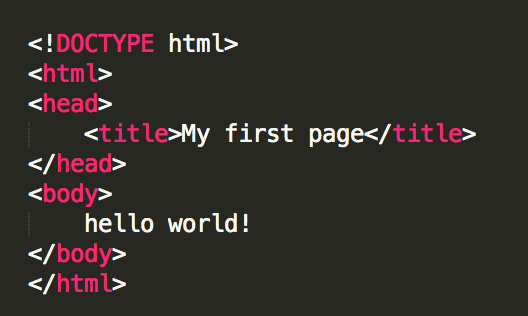 <!DOCTYPE html>
<html>
<head>
    <title>My first page</title>
</head>
<body>
    hello world!
</body>
</html>